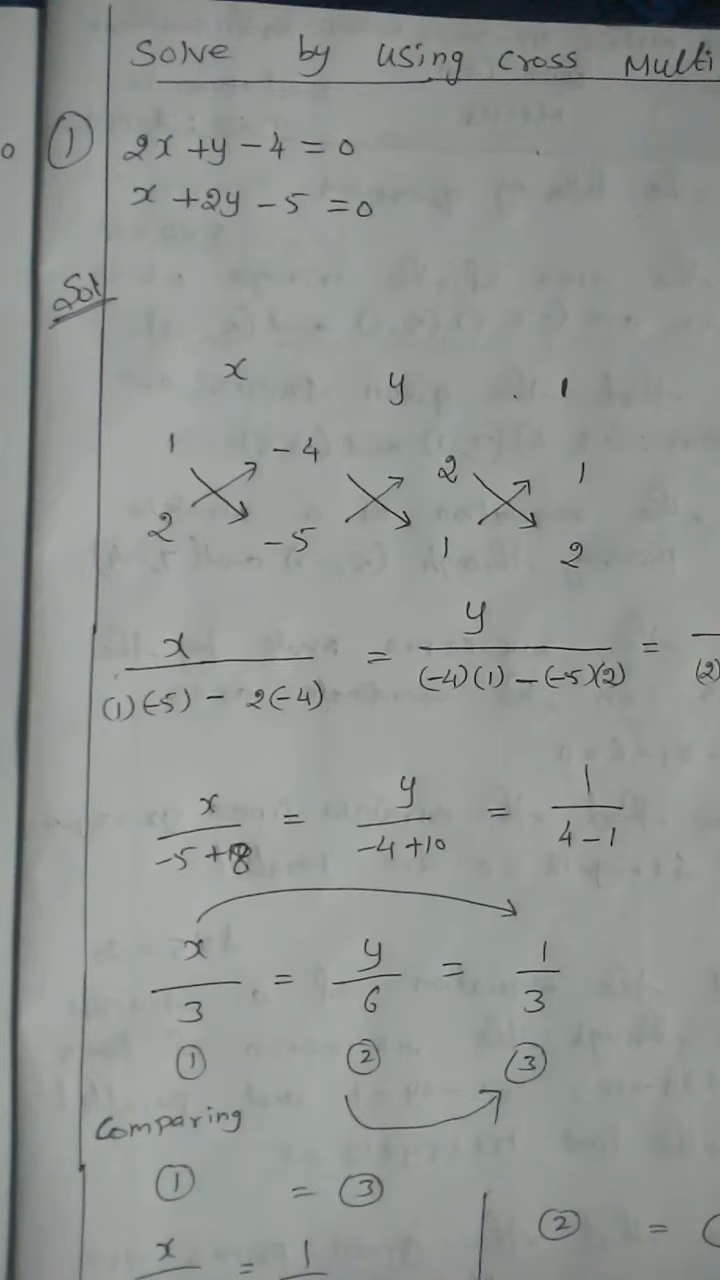 Solve by using cross Multi
① 2x + y - 4 = 0
x + 2y - 5 = 0
Sol
x y 1
1 -4 2 1
2 -5 1 2
x/((1)(-5) - 2(-4)) = y/((-4)(1) - (-5)(2)) = (2)
x/(-5+8) = y/(-4+10) = 1/(4-1)
x/3 = y/6 = 1/3
① ② ③
Comparing
① = ③
② =
x = 1